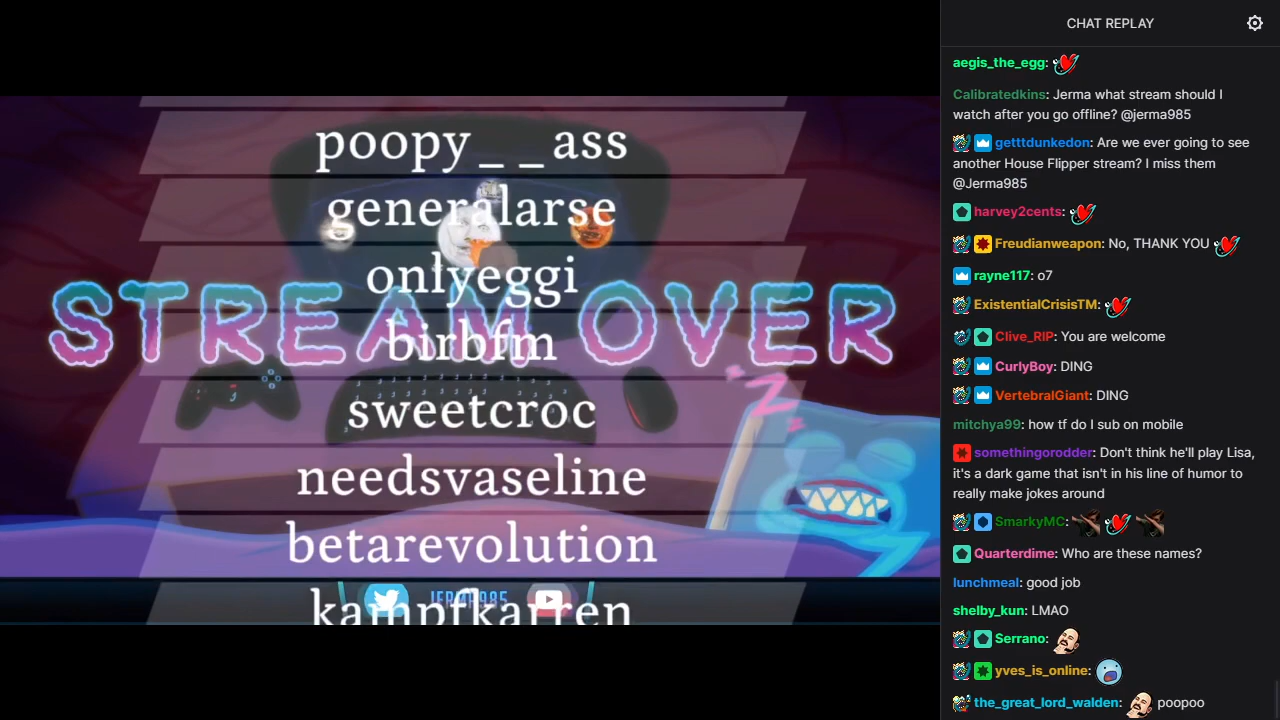 poopy__ass
generalarse
onlyeggi
STREAM OVER
birbfm
sweetcroc
needsvaseline
betarevolution
JERMA985
kampfkarren
CHAT REPLAY
aegis_the_egg:
Calibratedkins: Jerma what stream should I
watch after you go offline? @jerma985
getttdunkedon: Are we ever going to see
another House Flipper stream? I miss them
@Jerma985
harvey2cents:
Freudianweapon: No, THANK YOU
rayne117: o7
ExistentialCrisisTM:
Clive_RIP: You are welcome
CurlyBoy: DING
VertebralGiant: DING
mitchya99: how tf do I sub on mobile
somethingorodder: Don't think he'll play Lisa,
it's a dark game that isn't in his line of humor to
really make jokes around
SmarkyMC:
Quarterdime: Who are these names?
lunchmeal: good job
shelby_kun: LMAO
Serrano:
yves_is_online:
the_great_lord_walden: poopoo